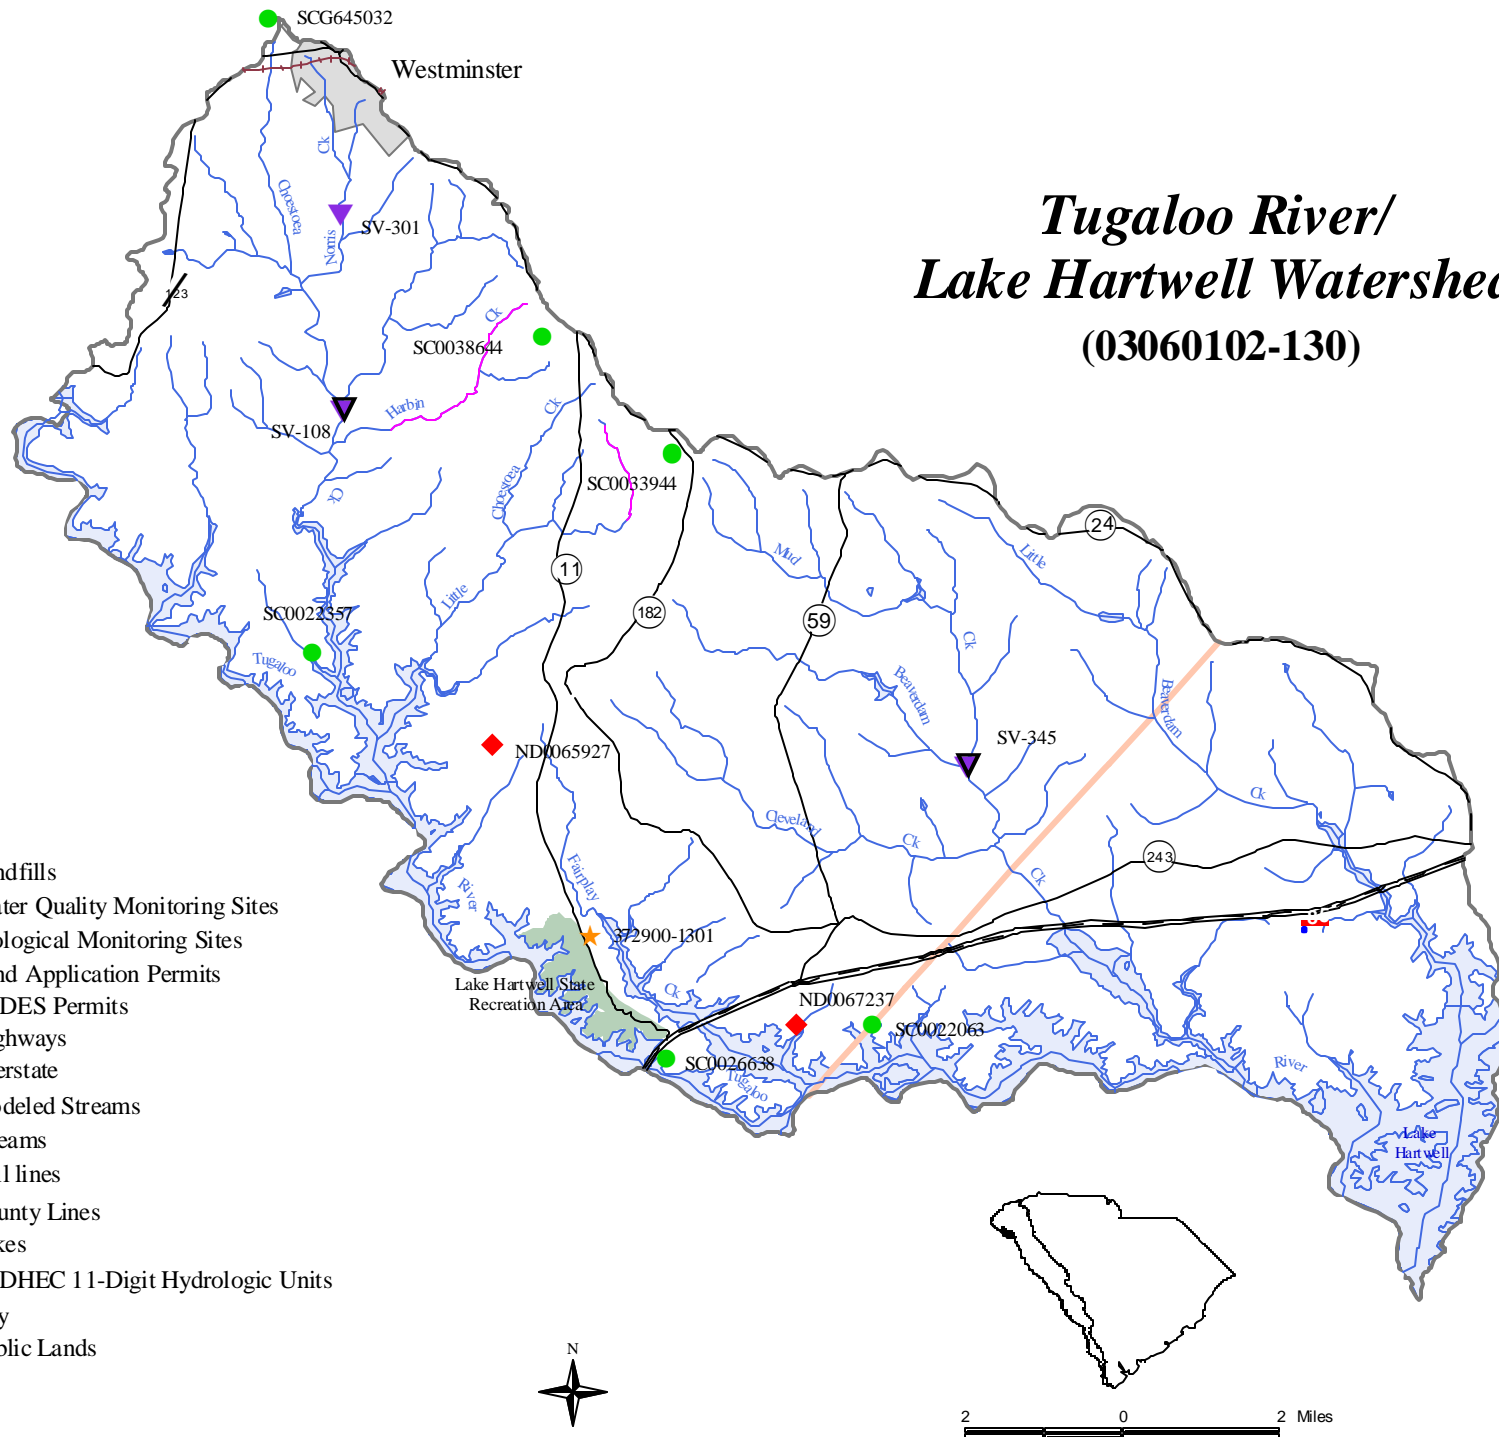 SCG645032
Westminster
Tugaloo River/
Lake Hartwell Watershed
(03060102-130)
Ck
Choestoea
Norris
SV-301
123
Ck
SC0038644
Harbin
SV-108
Ck
Ck
Choestoea
SC0033944
11
182
59
24
Mud
Little
Little
Ck
SC0022357
Tugaloo
Beaverdam
Beaverdam
SV-345
ND0065927
Cleveland
Ck
Ck
Ck
243
Fairplay
River
372900-1301
Lake Hartwell State
Recreation Area
Ck
ND0067237
SC0022063
SC0026638
Tugaloo
River
Lake
Hartwell
ndfills
ater Quality Monitoring Sites
ological Monitoring Sites
nd Application Permits
DES Permits
ghways
erstate
odeled Streams
eams
il lines
unty Lines
kes
DHEC 11-Digit Hydrologic Units
y
blic Lands
N
2 0 2 Miles